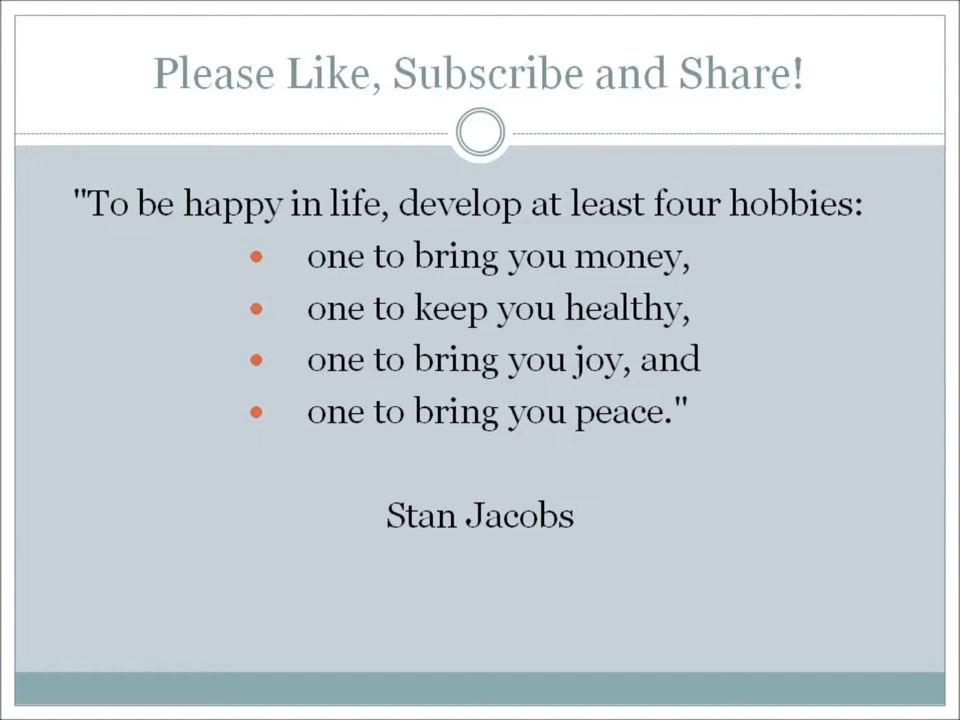 Please Like, Subscribe and Share!
"To be happy in life, develop at least four hobbies:
• one to bring you money,
• one to keep you healthy,
• one to bring you joy, and
• one to bring you peace."
Stan Jacobs